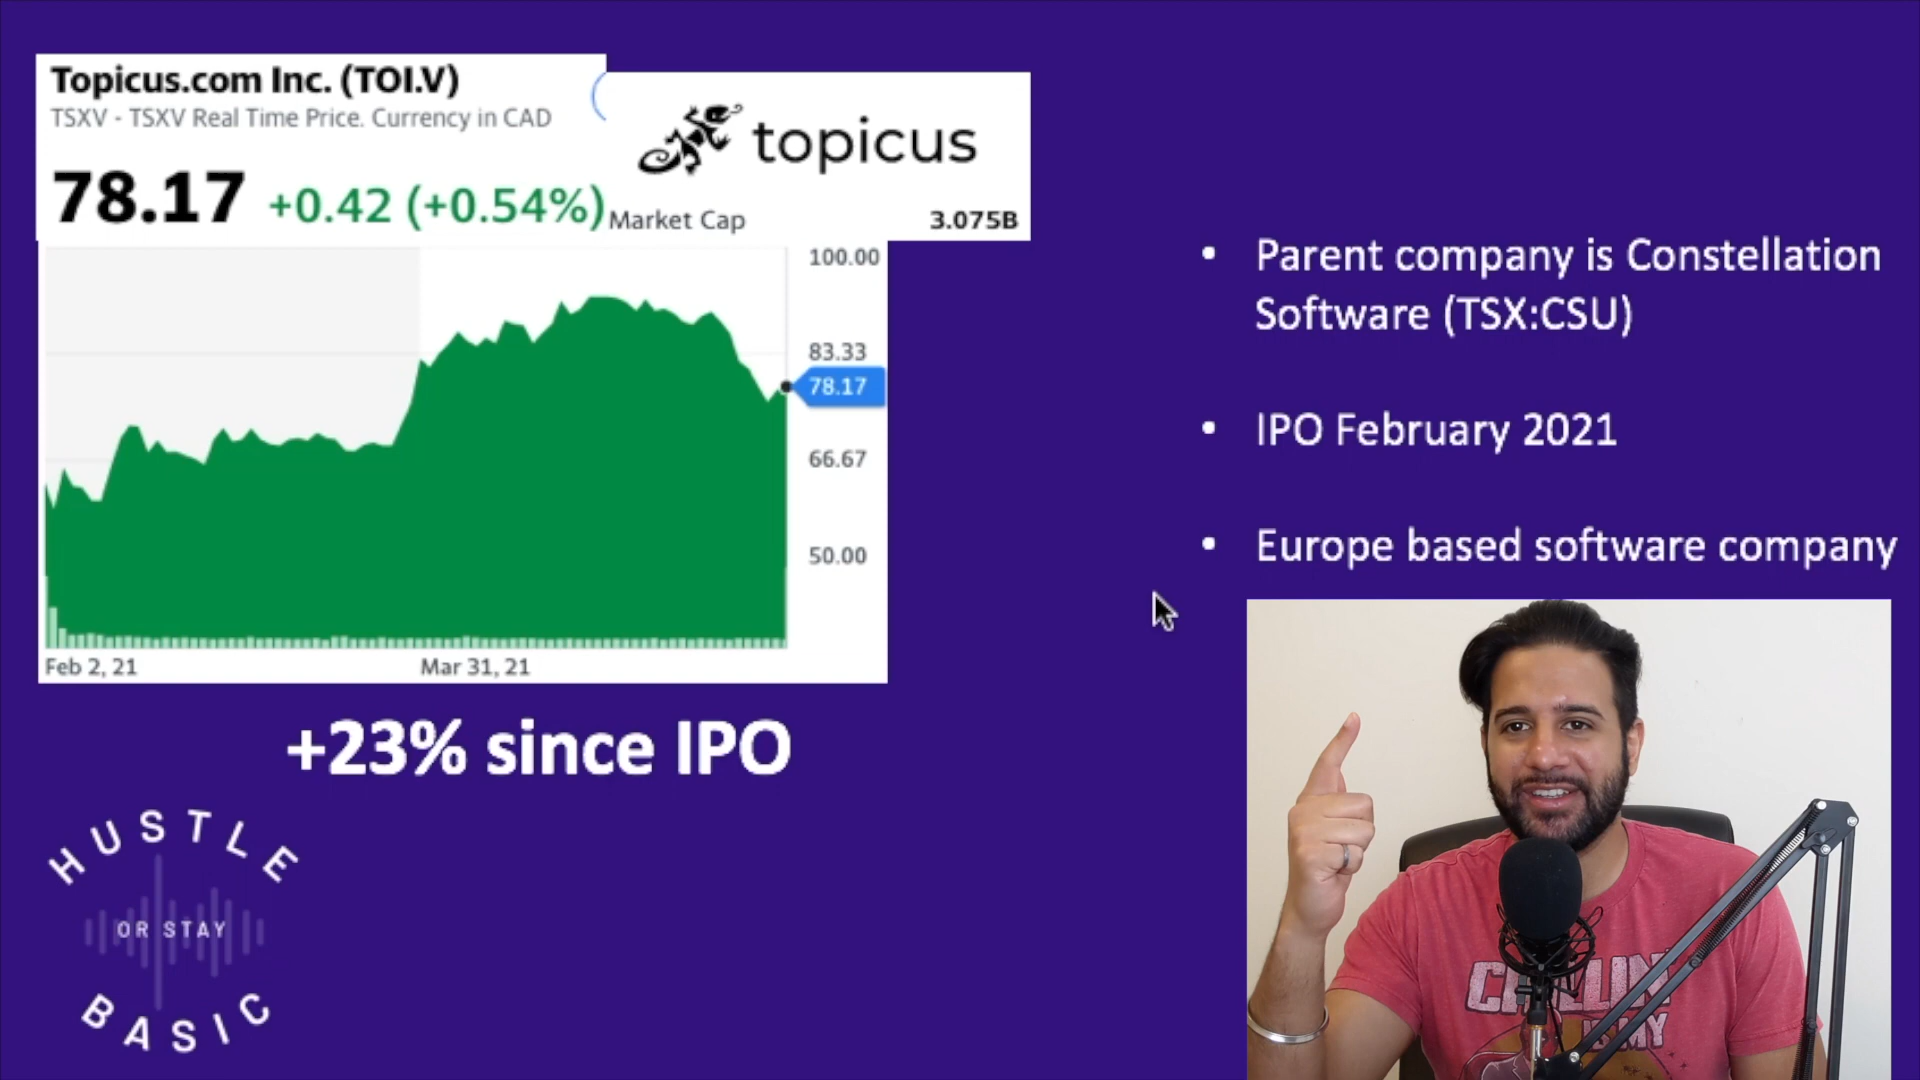 Topicus.com Inc. (TOI.V)
TSXV - TSXV Real Time Price. Currency in CAD
78.17 +0.42 (+0.54%)
topicus
Market Cap 3.075B
100.00
83.33
78.17
66.67
50.00
Feb 2, 21 Mar 31, 21
+23% since IPO
• Parent company is Constellation
Software (TSX:CSU)
• IPO February 2021
• Europe based software company
HUSTLE
OR STAY
BASIC